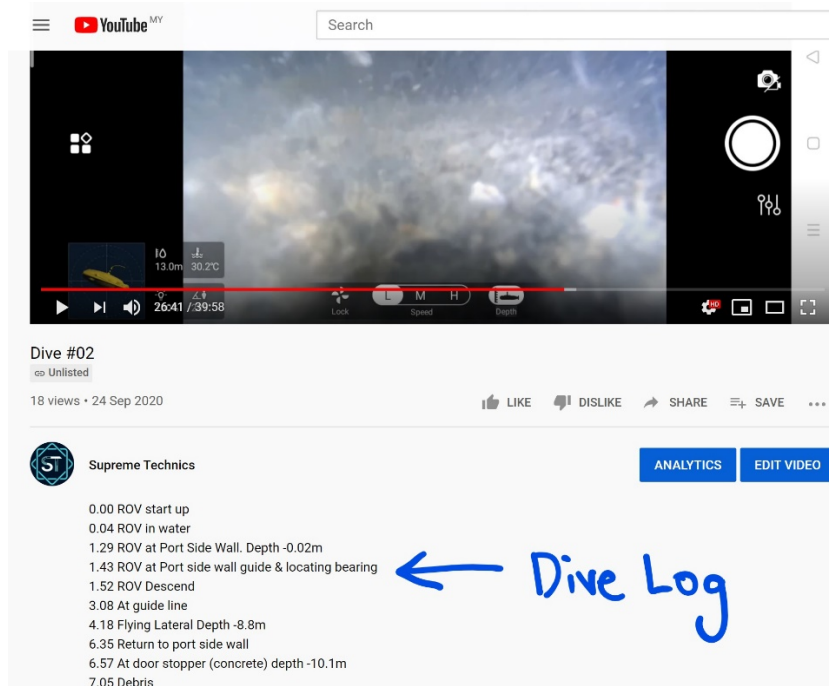 YouTube MY
Search
13.0m 30.2°C
26:41 / 39:58
Lock
L M H
Speed
Depth
HD
Dive #02
Unlisted
18 views • 24 Sep 2020
LIKE DISLIKE SHARE SAVE
ST
Supreme Technics
ANALYTICS
EDIT VIDEO
0.00 ROV start up
0.04 ROV in water
1.29 ROV at Port Side Wall. Depth -0.02m
1.43 ROV at Port side wall guide & locating bearing
Dive Log
1.52 ROV Descend
3.08 At guide line
4.18 Flying Lateral Depth -8.8m
6.35 Return to port side wall
6.57 At door stopper (concrete) depth -10.1m
7.05 Debris